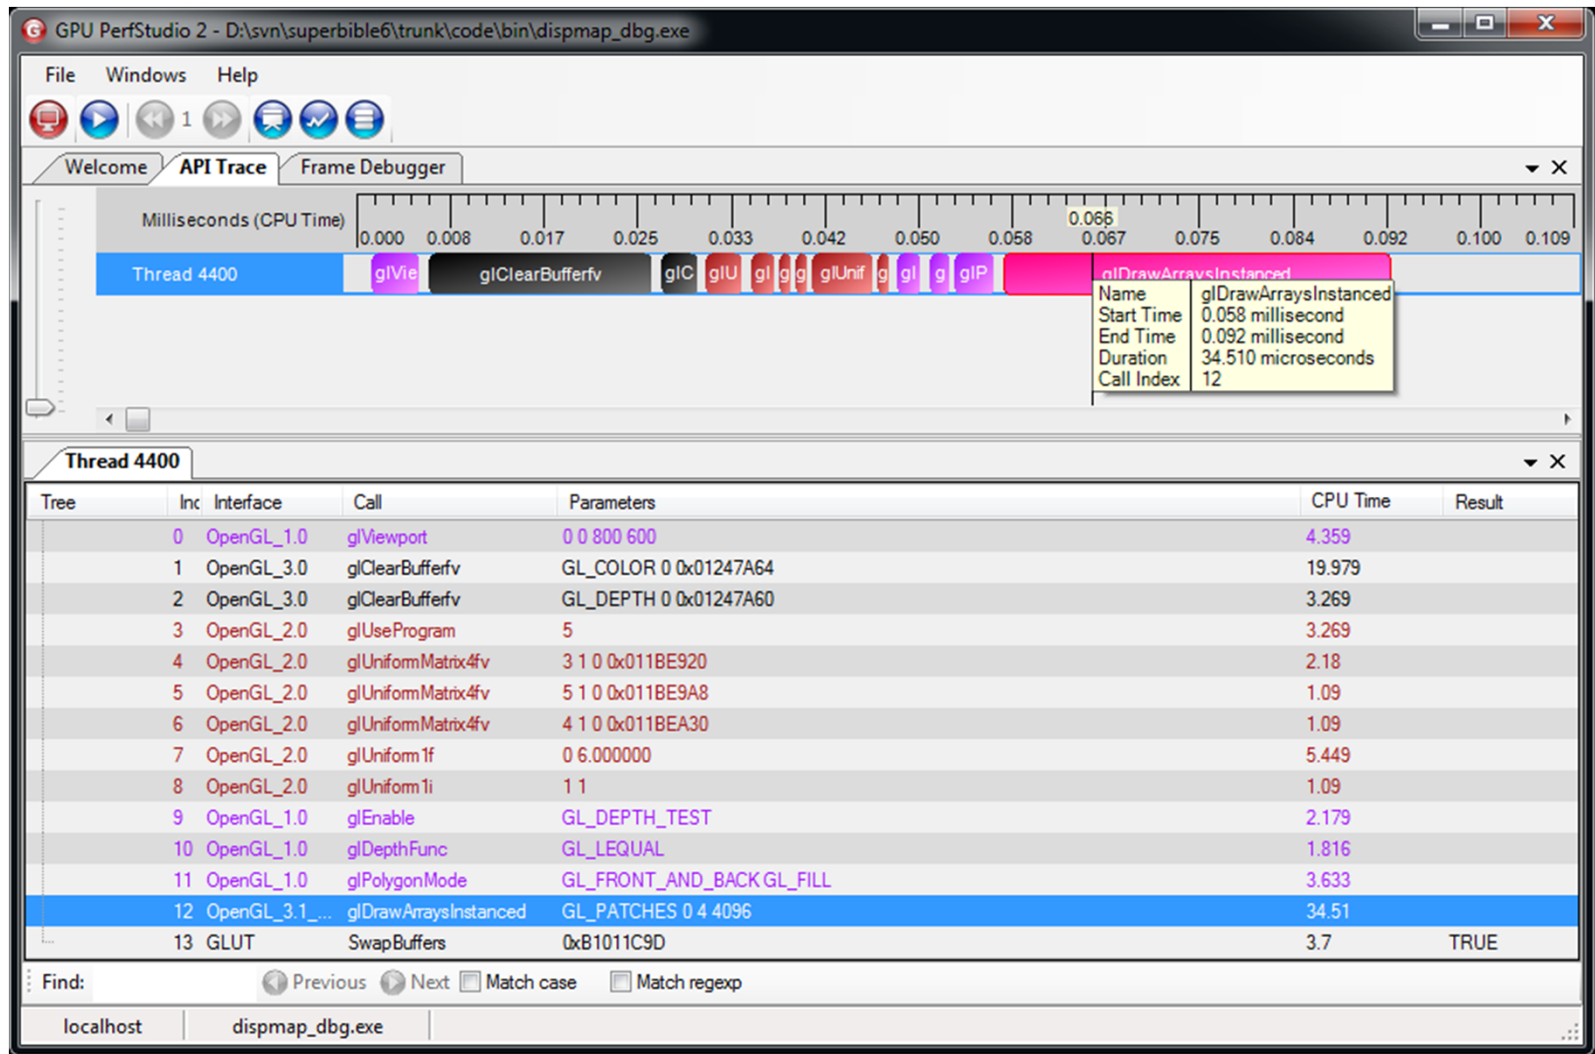 GPU PerfStudio 2 - D:\svn\superbible6\trunk\code\bin\dispmap_dbg.exe
File Windows Help
1
Welcome API Trace Frame Debugger
Milliseconds (CPU Time) 0.000 0.008 0.017 0.025 0.033 0.042 0.050 0.058 0.066 0.067 0.075 0.084 0.092 0.100 0.109
Thread 4400 glVie glClearBufferfv glC glU gl g g glUnif g gl g glP glDrawArraysInstanced
Name glDrawArraysInstanced
Start Time 0.058 millisecond
End Time 0.092 millisecond
Duration 34.510 microseconds
Call Index 12
Thread 4400
Tree Inc Interface Call Parameters CPU Time Result
0 OpenGL_1.0 glViewport 0 0 800 600 4.359
1 OpenGL_3.0 glClearBufferfv GL_COLOR 0 0x01247A64 19.979
2 OpenGL_3.0 glClearBufferfv GL_DEPTH 0 0x01247A60 3.269
3 OpenGL_2.0 glUseProgram 5 3.269
4 OpenGL_2.0 glUniformMatrix4fv 3 1 0 0x011BE920 2.18
5 OpenGL_2.0 glUniformMatrix4fv 5 1 0 0x011BE9A8 1.09
6 OpenGL_2.0 glUniformMatrix4fv 4 1 0 0x011BEA30 1.09
7 OpenGL_2.0 glUniform1f 0 6.000000 5.449
8 OpenGL_2.0 glUniform1i 1 1 1.09
9 OpenGL_1.0 glEnable GL_DEPTH_TEST 2.179
10 OpenGL_1.0 glDepthFunc GL_LEQUAL 1.816
11 OpenGL_1.0 glPolygonMode GL_FRONT_AND_BACK GL_FILL 3.633
12 OpenGL_3.1_... glDrawArraysInstanced GL_PATCHES 0 4 4096 34.51
13 GLUT SwapBuffers 0xB1011C9D 3.7 TRUE
Find: Previous Next Match case Match regexp
localhost dispmap_dbg.exe